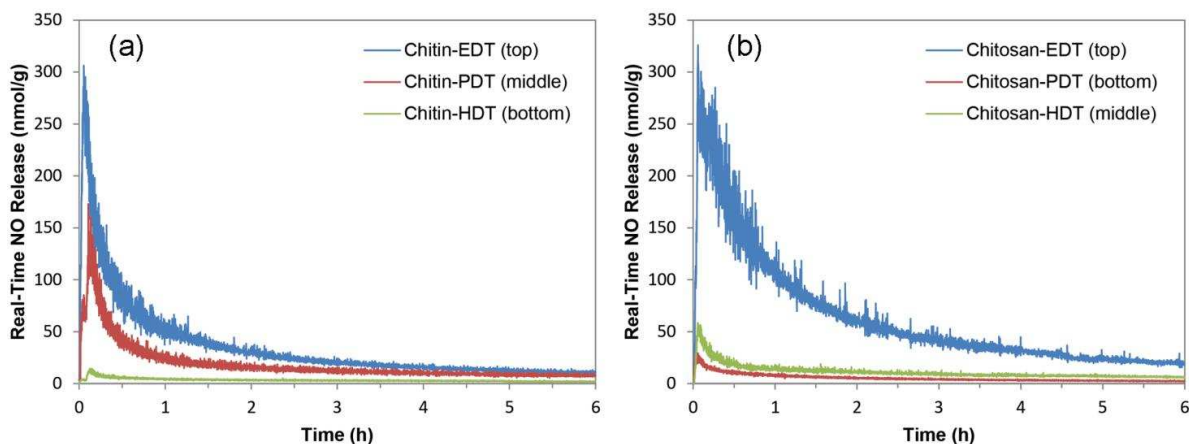 (a)
Chitin-EDT (top)
Chitin-PDT (middle)
Chitin-HDT (bottom)
Real-Time NO Release (nmol/g)
350
300
250
200
150
100
50
0
0 1 2 3 4 5 6
Time (h)
(b)
Chitosan-EDT (top)
Chitosan-PDT (bottom)
Chitosan-HDT (middle)
Real-Time NO Release (nmol/g)
350
300
250
200
150
100
50
0
0 1 2 3 4 5 6
Time (h)